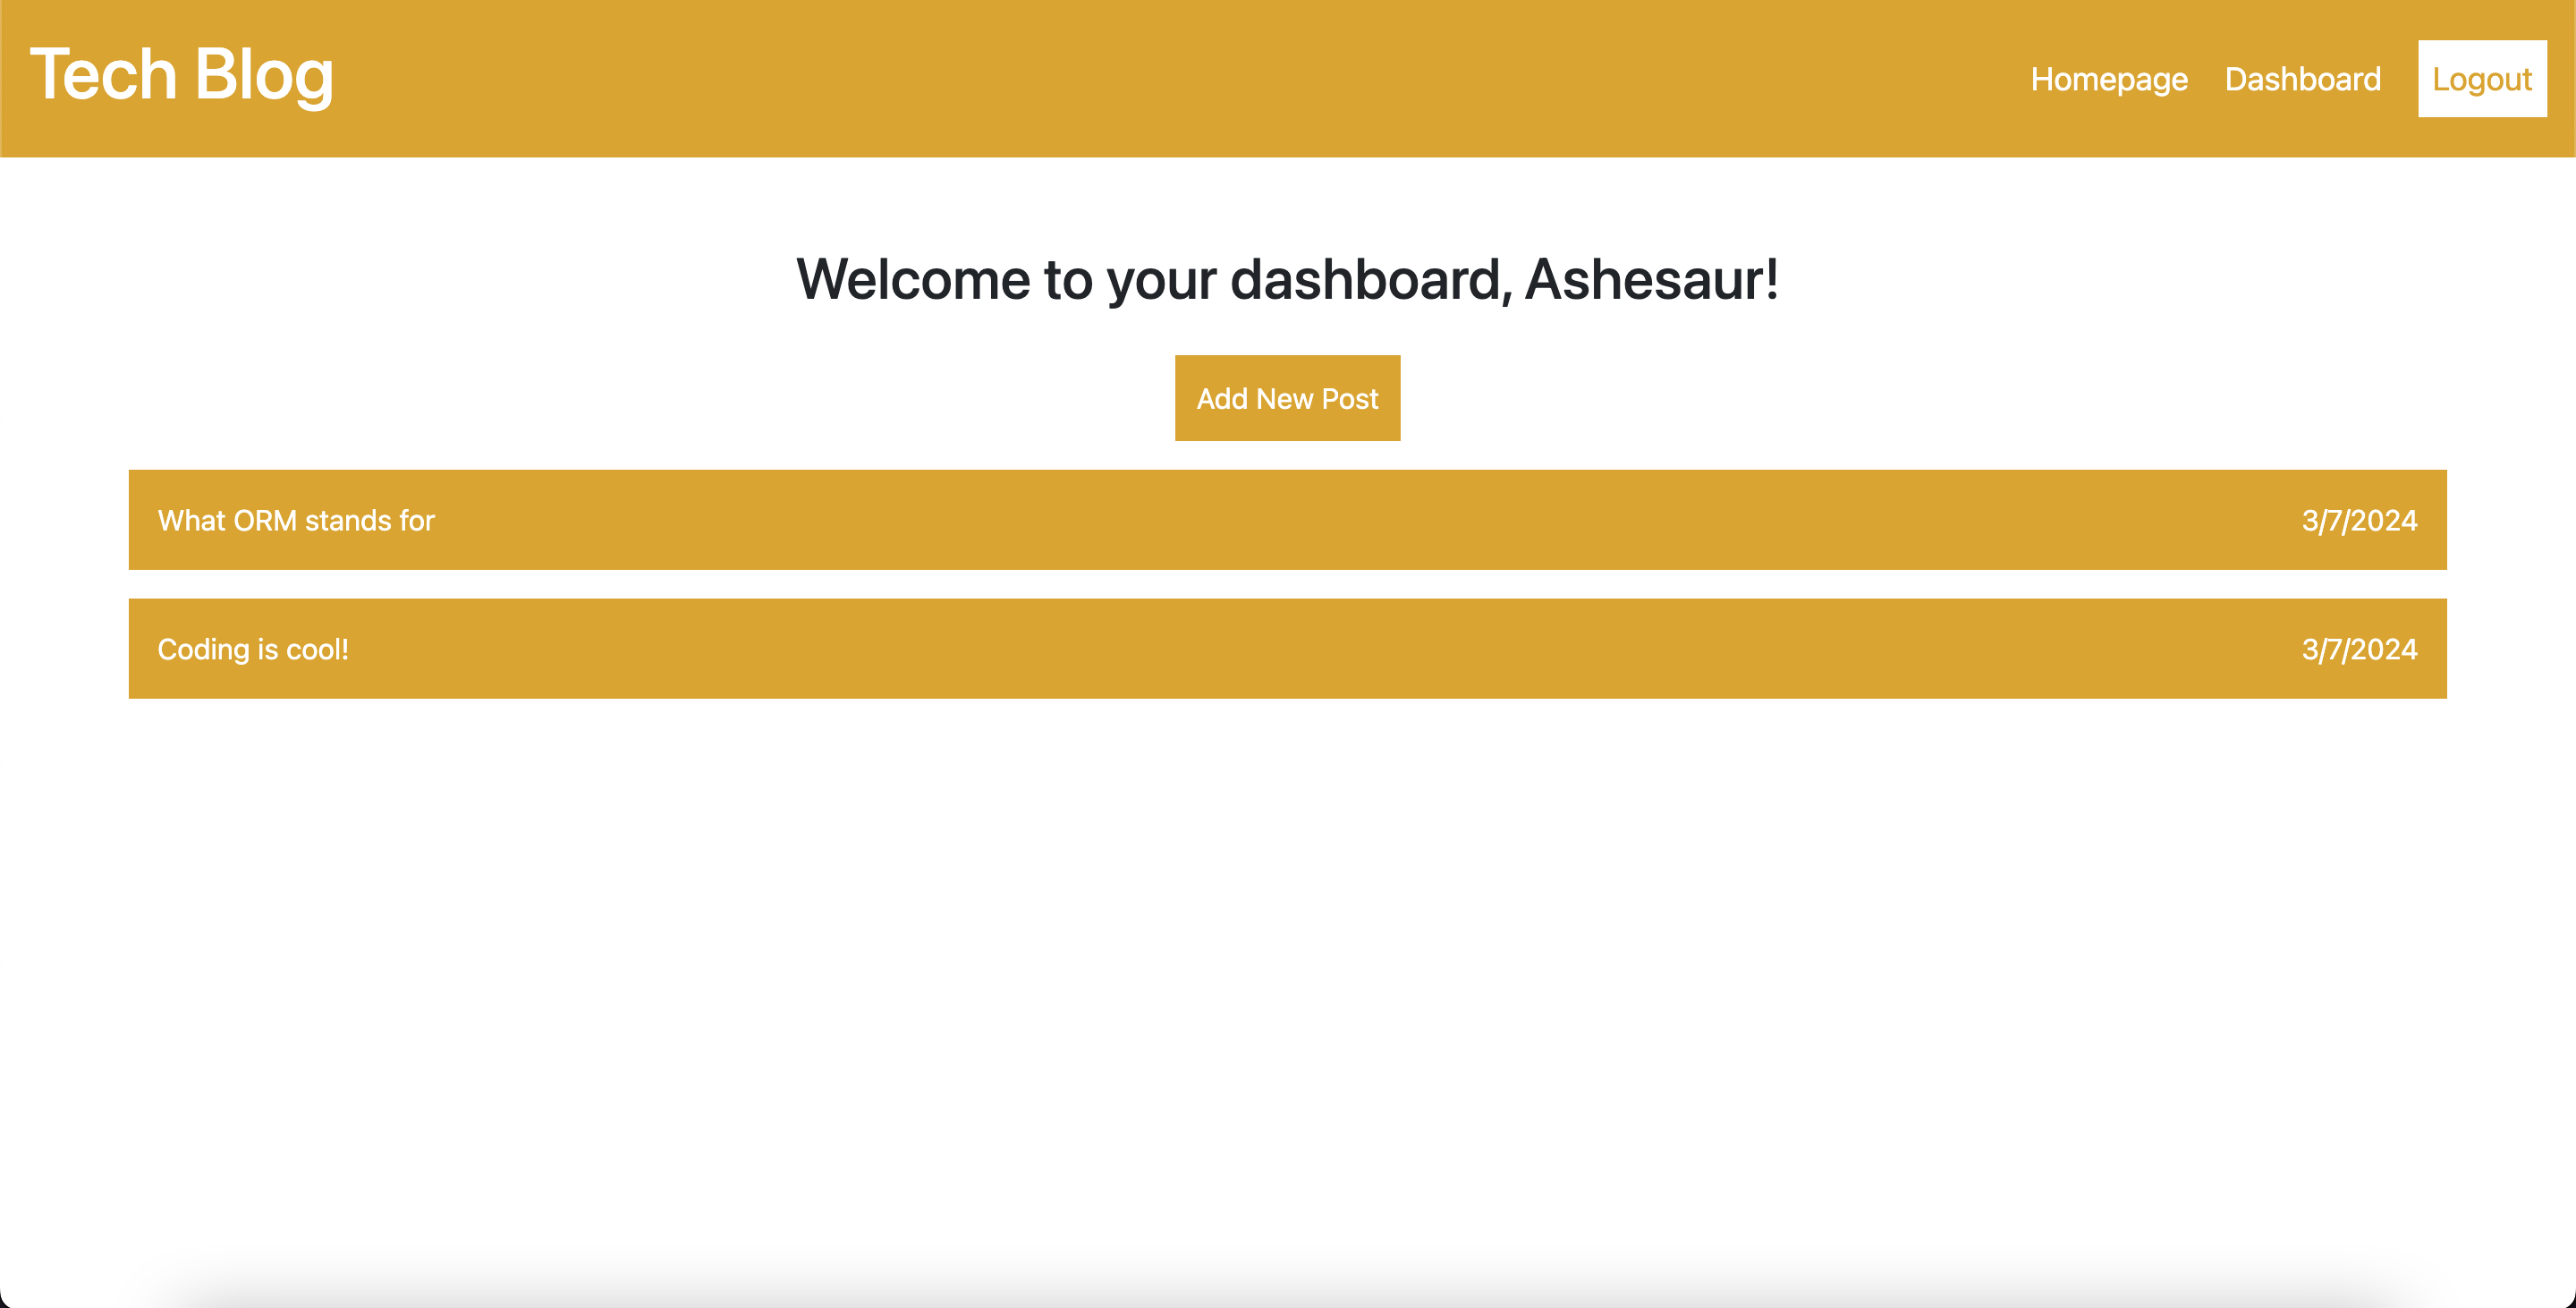 Tech Blog
Homepage Dashboard Logout
Welcome to your dashboard, Ashesaur!
Add New Post
What ORM stands for 3/7/2024
Coding is cool! 3/7/2024